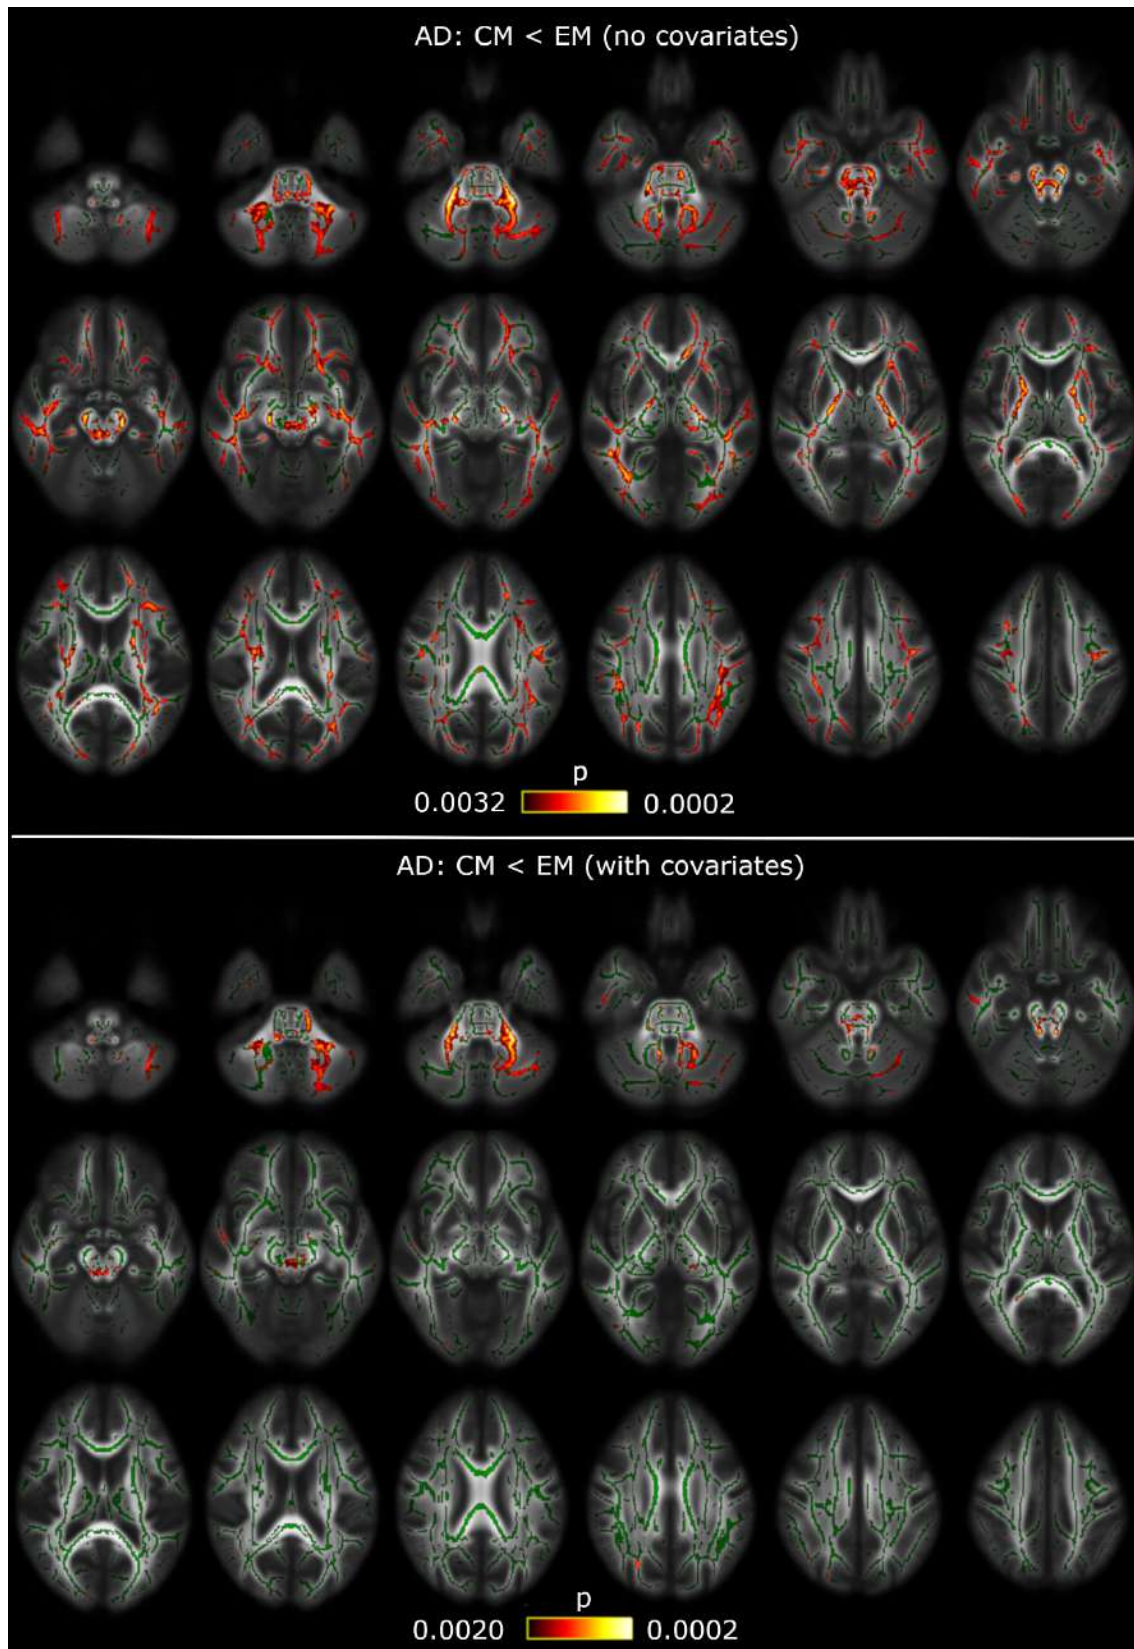 AD: CM < EM (no covariates)
p
0.0032 0.0002
AD: CM < EM (with covariates)
p
0.0020 0.0002